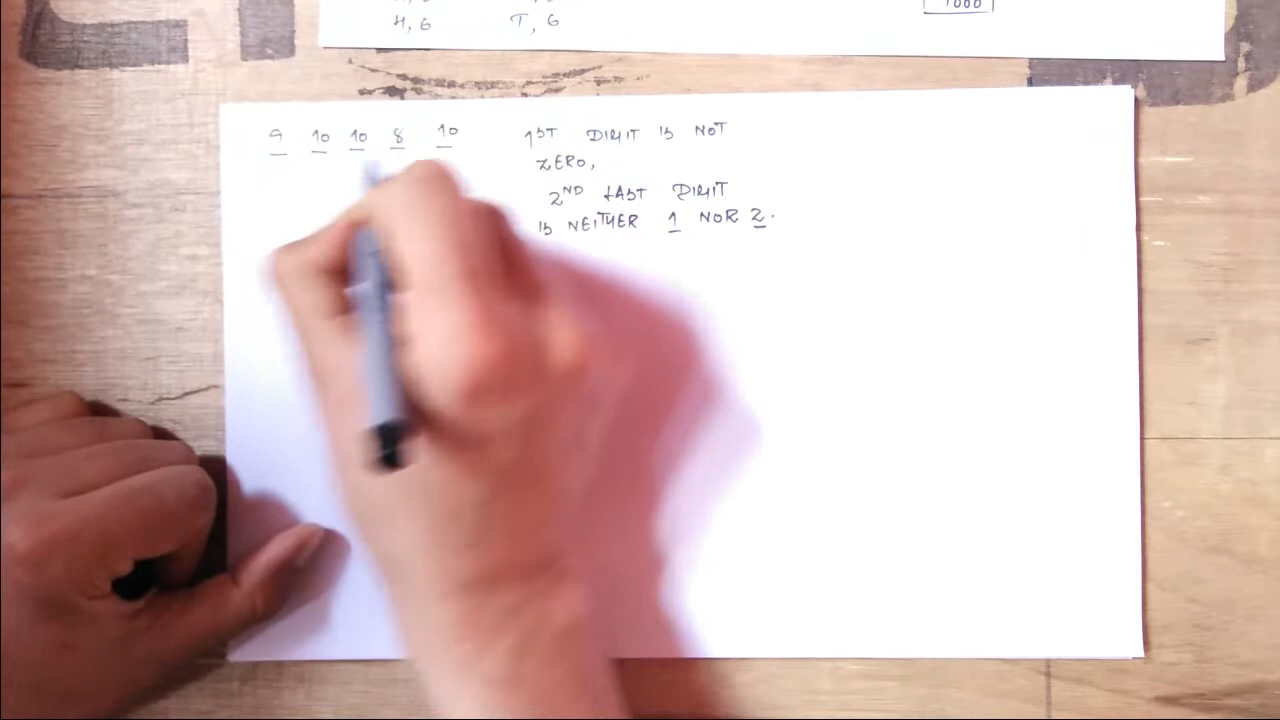 H, 6 T, 6
1000
9 10 10 8 10
1ST DIGIT IS NOT
ZERO,
2ND LAST DIGIT
IS NEITHER 1 NOR 2.